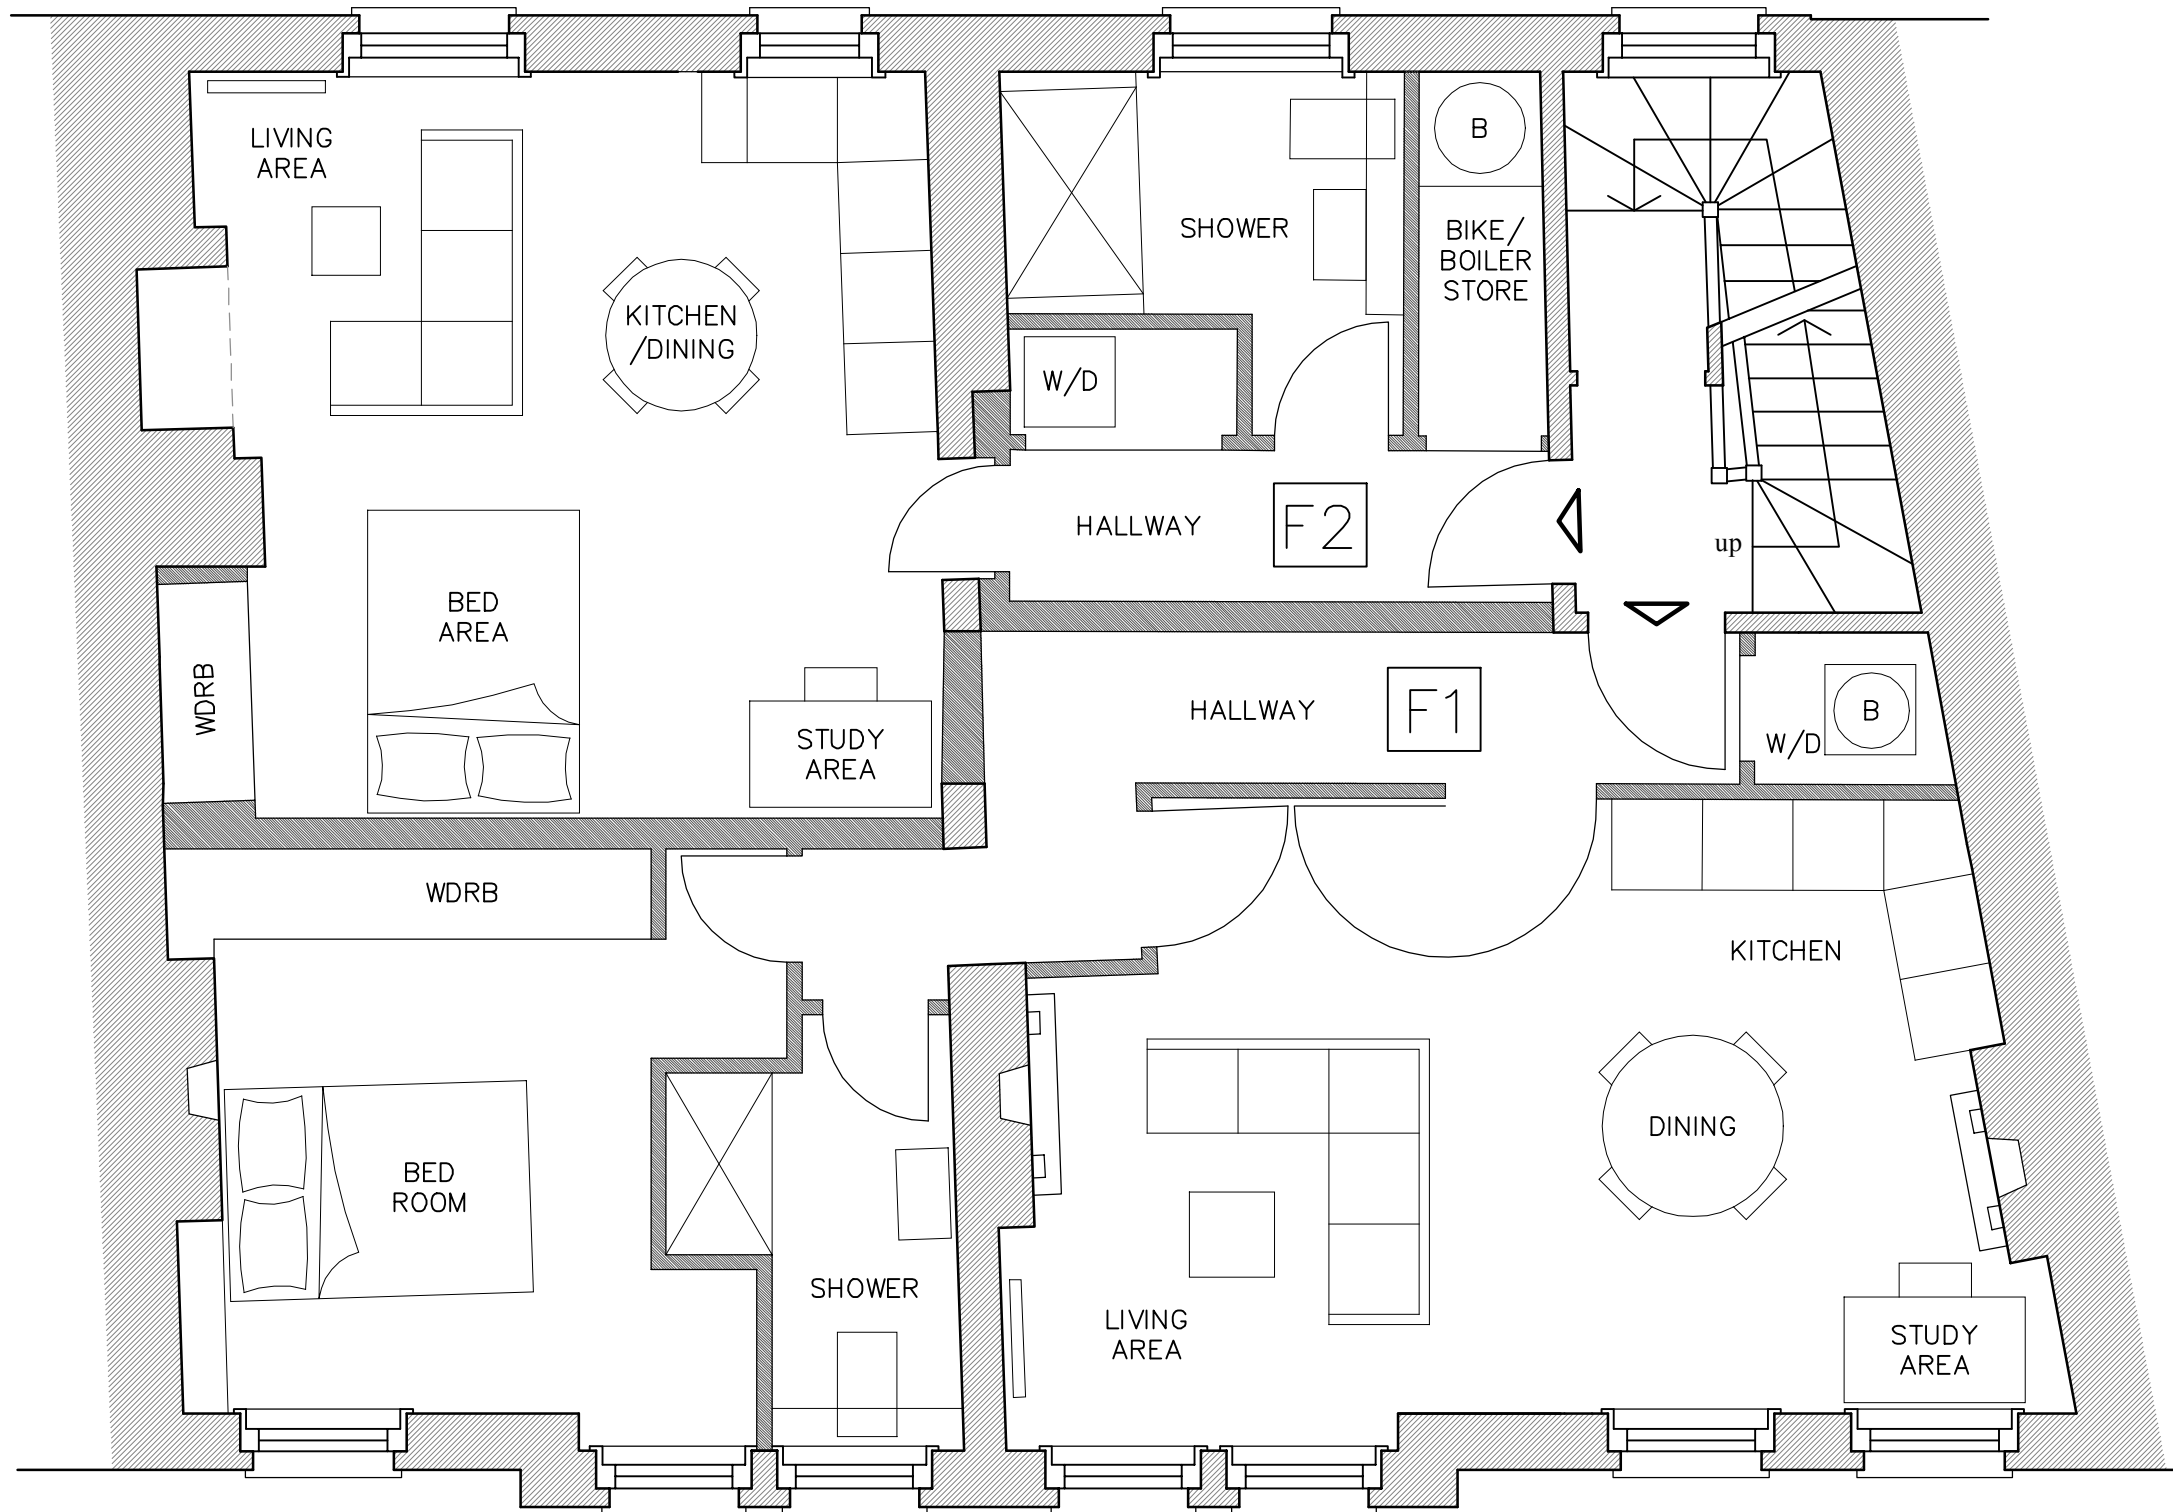 LIVING
AREA
KITCHEN
/DINING
SHOWER
B
BIKE/
BOILER
STORE
W/D
HALLWAY
F2
up
BED
AREA
WDRB
STUDY
AREA
HALLWAY
F1
W/D
B
WDRB
KITCHEN
BED
ROOM
SHOWER
DINING
LIVING
AREA
STUDY
AREA